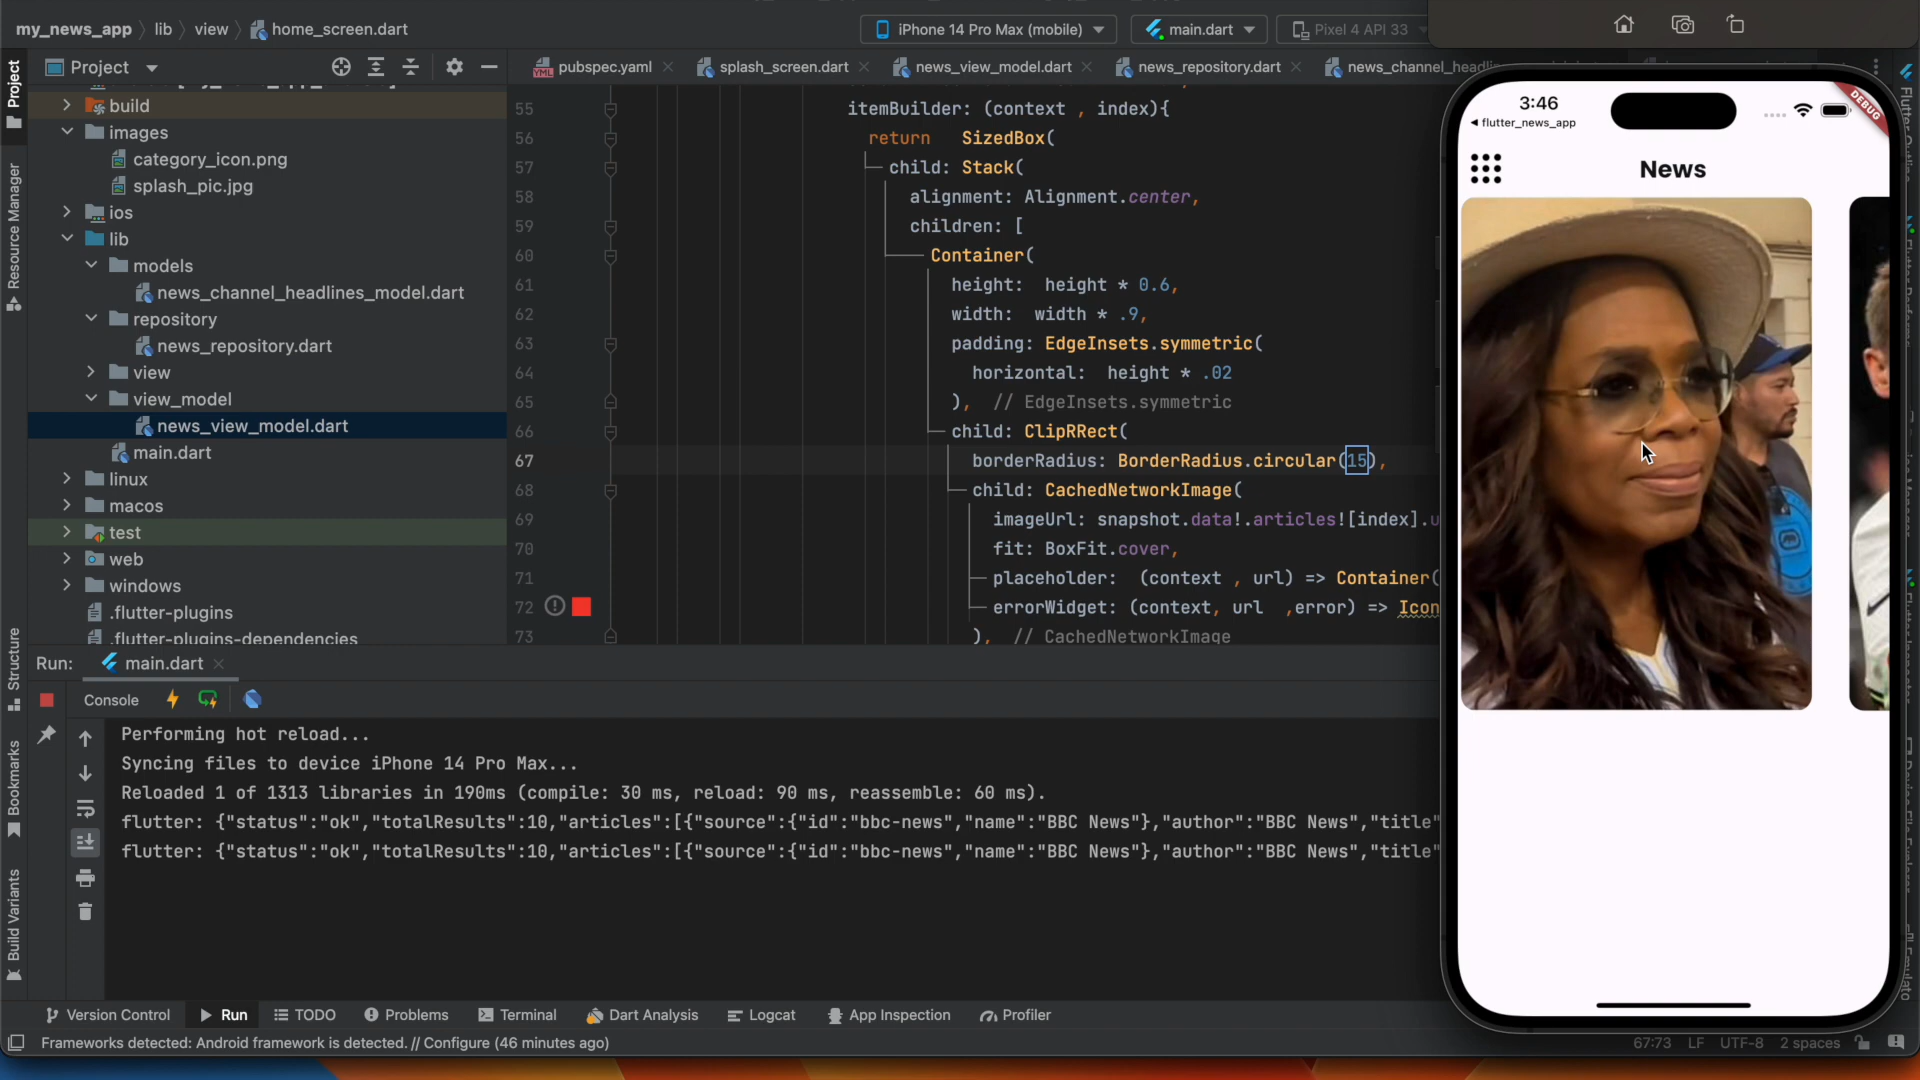 my_news_app lib view home_screen.dart
iPhone 14 Pro Max (mobile) main.dart Pixel 4 API 33
Project
pubspec.yaml splash_screen.dart news_view_model.dart news_repository.dart
Project
Resource Manager
Structure
Bookmarks
Build Variants
build
images
category_icon.png
splash_pic.jpg
ios
lib
models
news_channel_headlines_model.dart
repository
news_repository.dart
view
view_model
news_view_model.dart
main.dart
linux
macos
test
web
windows
.flutter-plugins
.flutter-plugins-dependencies
55 itemBuilder: (context , index){
56 return SizedBox(
57 child: Stack(
58 alignment: Alignment.center,
59 children: [
60 Container(
61 height: height * 0.6,
62 width: width * .9,
63 padding: EdgeInsets.symmetric(
64 horizontal: height * .02
65 ), // EdgeInsets.symmetric
66 child: ClipRRect(
67 borderRadius: BorderRadius.circular(15),
68 child: CachedNetworkImage(
69 imageUrl: snapshot.data!.articles![index].u
70 fit: BoxFit.cover,
71 placeholder: (context , url) => Container(
72 errorWidget: (context, url ,error) => Icon
73 ), // CachedNetworkImage
Run: main.dart
Console
Performing hot reload...
Syncing files to device iPhone 14 Pro Max...
Reloaded 1 of 1313 libraries in 190ms (compile: 30 ms, reload: 90 ms, reassemble: 60 ms).
flutter: {"status":"ok","totalResults":10,"articles":[{"source":{"id":"bbc-news","name":"BBC News"},"author":"BBC News","title"
flutter: {"status":"ok","totalResults":10,"articles":[{"source":{"id":"bbc-news","name":"BBC News"},"author":"BBC News","title"
Version Control Run TODO Problems Terminal Dart Analysis Logcat App Inspection Profiler
Frameworks detected: Android framework is detected. // Configure (46 minutes ago)
67:73 LF UTF-8 2 spaces
3:46
flutter_news_app
DEBUG
News